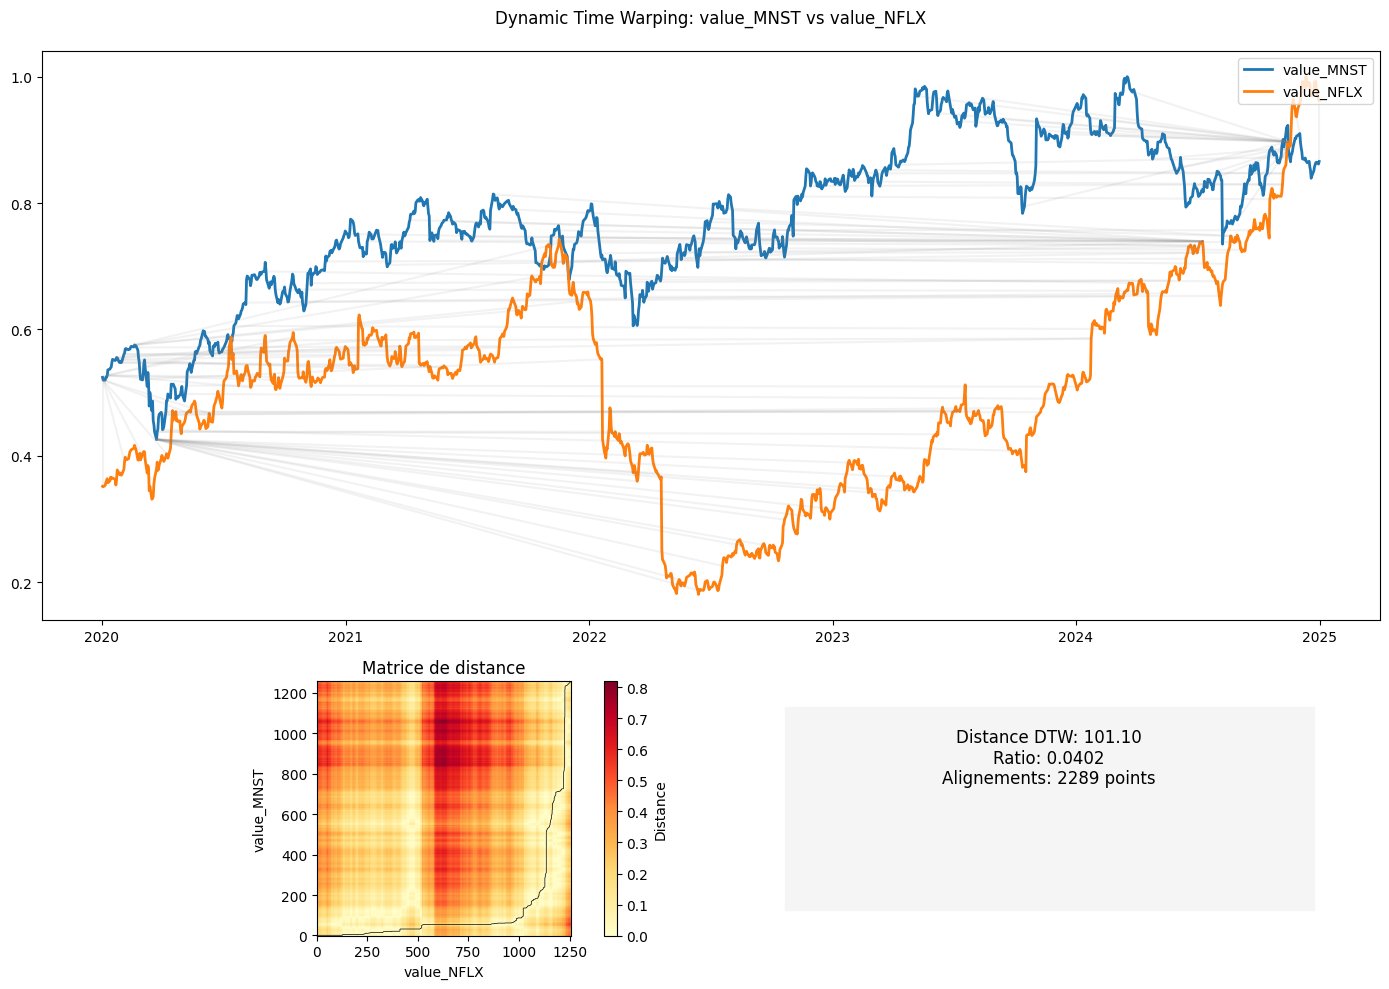 Dynamic Time Warping: value_MNST vs value_NFLX
1.0
0.8
0.6
0.4
0.2
value_MNST
value_NFLX
2020 2021 2022 2023 2024 2025
Matrice de distance
1200
1000
800
600
400
200
0
value_MNST
0 250 500 750 1000 1250
value_NFLX
0.8
0.7
0.6
0.5
0.4
0.3
0.2
0.1
0.0
Distance
Distance DTW: 101.10
Ratio: 0.0402
Alignements: 2289 points